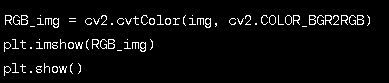 RGB_img = cv2.cvtColor(img, cv2.COLOR_BGR2RGB)
plt.imshow(RGB_img)
plt.show()